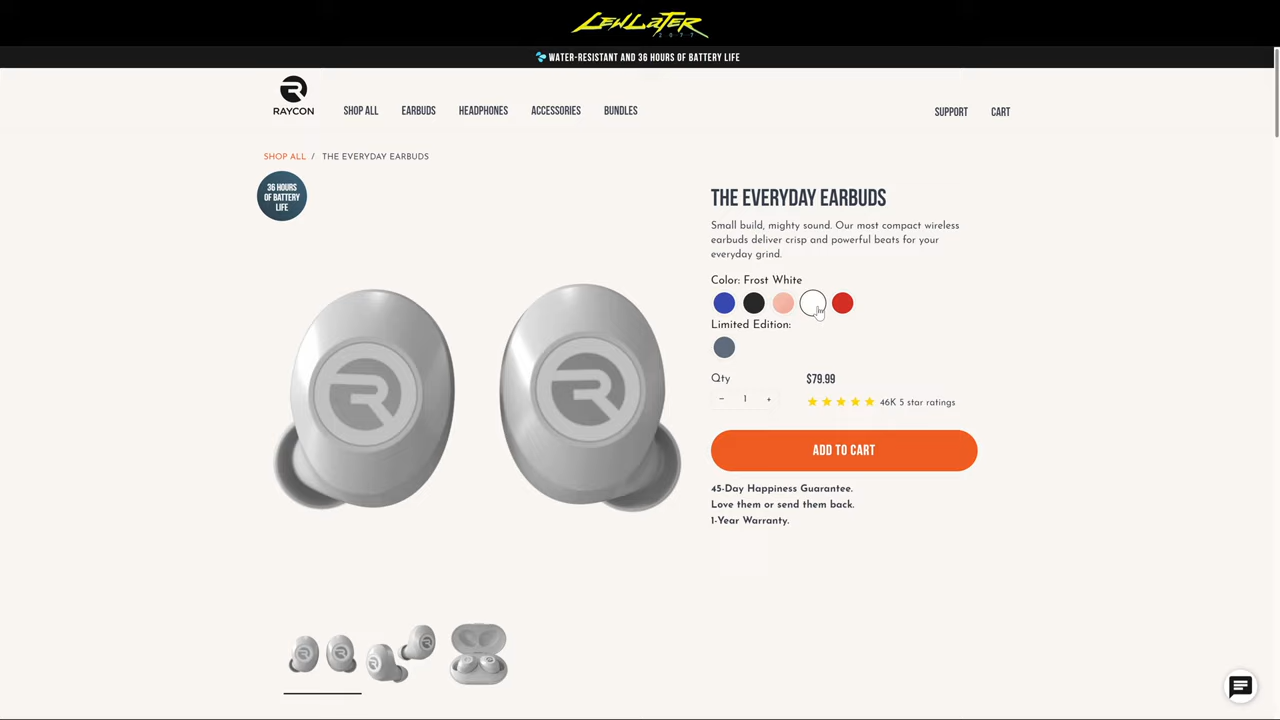 LEWLATER
2077
WATER-RESISTANT AND 36 HOURS OF BATTERY LIFE
RAYCON
SHOP ALL
EARBUDS
HEADPHONES
ACCESSORIES
BUNDLES
SUPPORT
CART
SHOP ALL / THE EVERYDAY EARBUDS
36 HOURS
OF BATTERY
LIFE
THE EVERYDAY EARBUDS
Small build, mighty sound. Our most compact wireless
earbuds deliver crisp and powerful beats for your
everyday grind.
Color: Frost White
Limited Edition:
Qty
$79.99
− 1 +
46K 5 star ratings
ADD TO CART
45-Day Happiness Guarantee.
Love them or send them back.
1-Year Warranty.